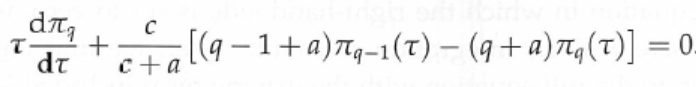 τ dπ_q/dτ + c/(c + a) [(q − 1 + a)π_{q−1}(τ) − (q + a)π_q(τ)] = 0.